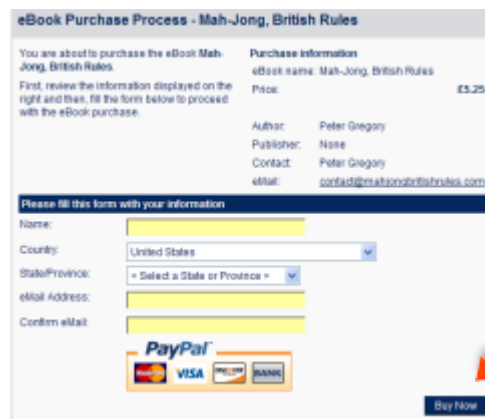 eBook Purchase Process - Mah-Jong, British Rules
You are about to purchase the eBook Mah-
Jong, British Rules.
First, review the information displayed on the
right and then, fill the form below to proceed
with the eBook purchase.
Purchase information
eBook name: Mah-Jong, British Rules
Price: £5.25
Author: Peter Gregory
Publisher: None
Contact: Peter Gregory
eMail: contact@mahjongbritishrules.com
Please fill this form with your information
Name:
Country: United States
State/Province: « Select a State or Province »
eMail Address:
Confirm eMail:
PayPal
MasterCard VISA DISCOVER BANK
Buy Now